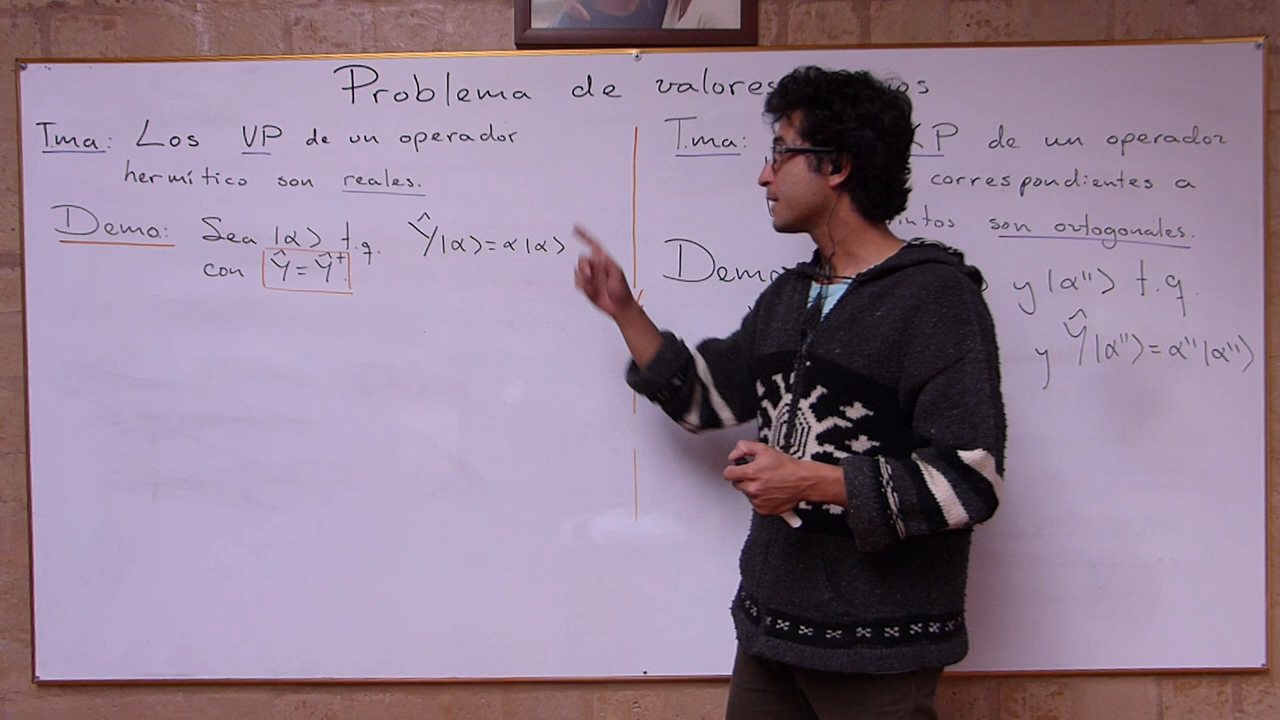 Problema de valores
Tma: Los VP de un operador
hermítico son reales.
Demo: Sea |α> t.q. Ŷ|α>=α|α>
con Ŷ=Ŷ†.
Tma: KP de un operador
correspondientes a
son ortogonales.
Demo y |α''> t.q.
y Ŷ|α''>=α''|α''>